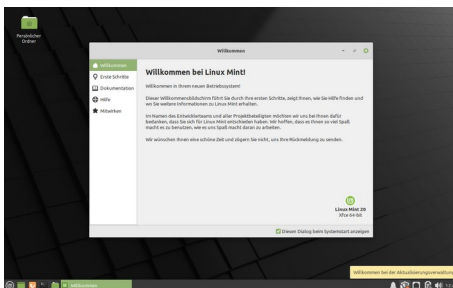 Persönlicher
Ordner
Willkommen
Willkommen
Erste Schritte
Dokumentation
Hilfe
Mitwirken
Willkommen bei Linux Mint!
Willkommen in Ihrem neuen Betriebssystem!
Dieser Willkommensbildschirm führt Sie durch Ihre ersten Schritte, zeigt Ihnen, wie Sie Hilfe finden und
wo Sie weitere Informationen zu Linux Mint erhalten.
Im Namen des Entwicklerteams und aller Projektbeteiligten möchten wir uns bei Ihnen dafür
bedanken, dass Sie sich für Linux Mint entschieden haben. Wir hoffen, dass es Ihnen so viel Spaß
macht es zu benutzen, wie es uns Spaß macht daran zu arbeiten.
Wir wünschen Ihnen eine schöne Zeit und zögern Sie nicht, uns Ihre Rückmeldung zu senden.
Linux Mint 20
Xfce 64-bit
Diesen Dialog beim Systemstart anzeigen
Willkommen bei der Aktualisierungsverwaltung
Willkommen